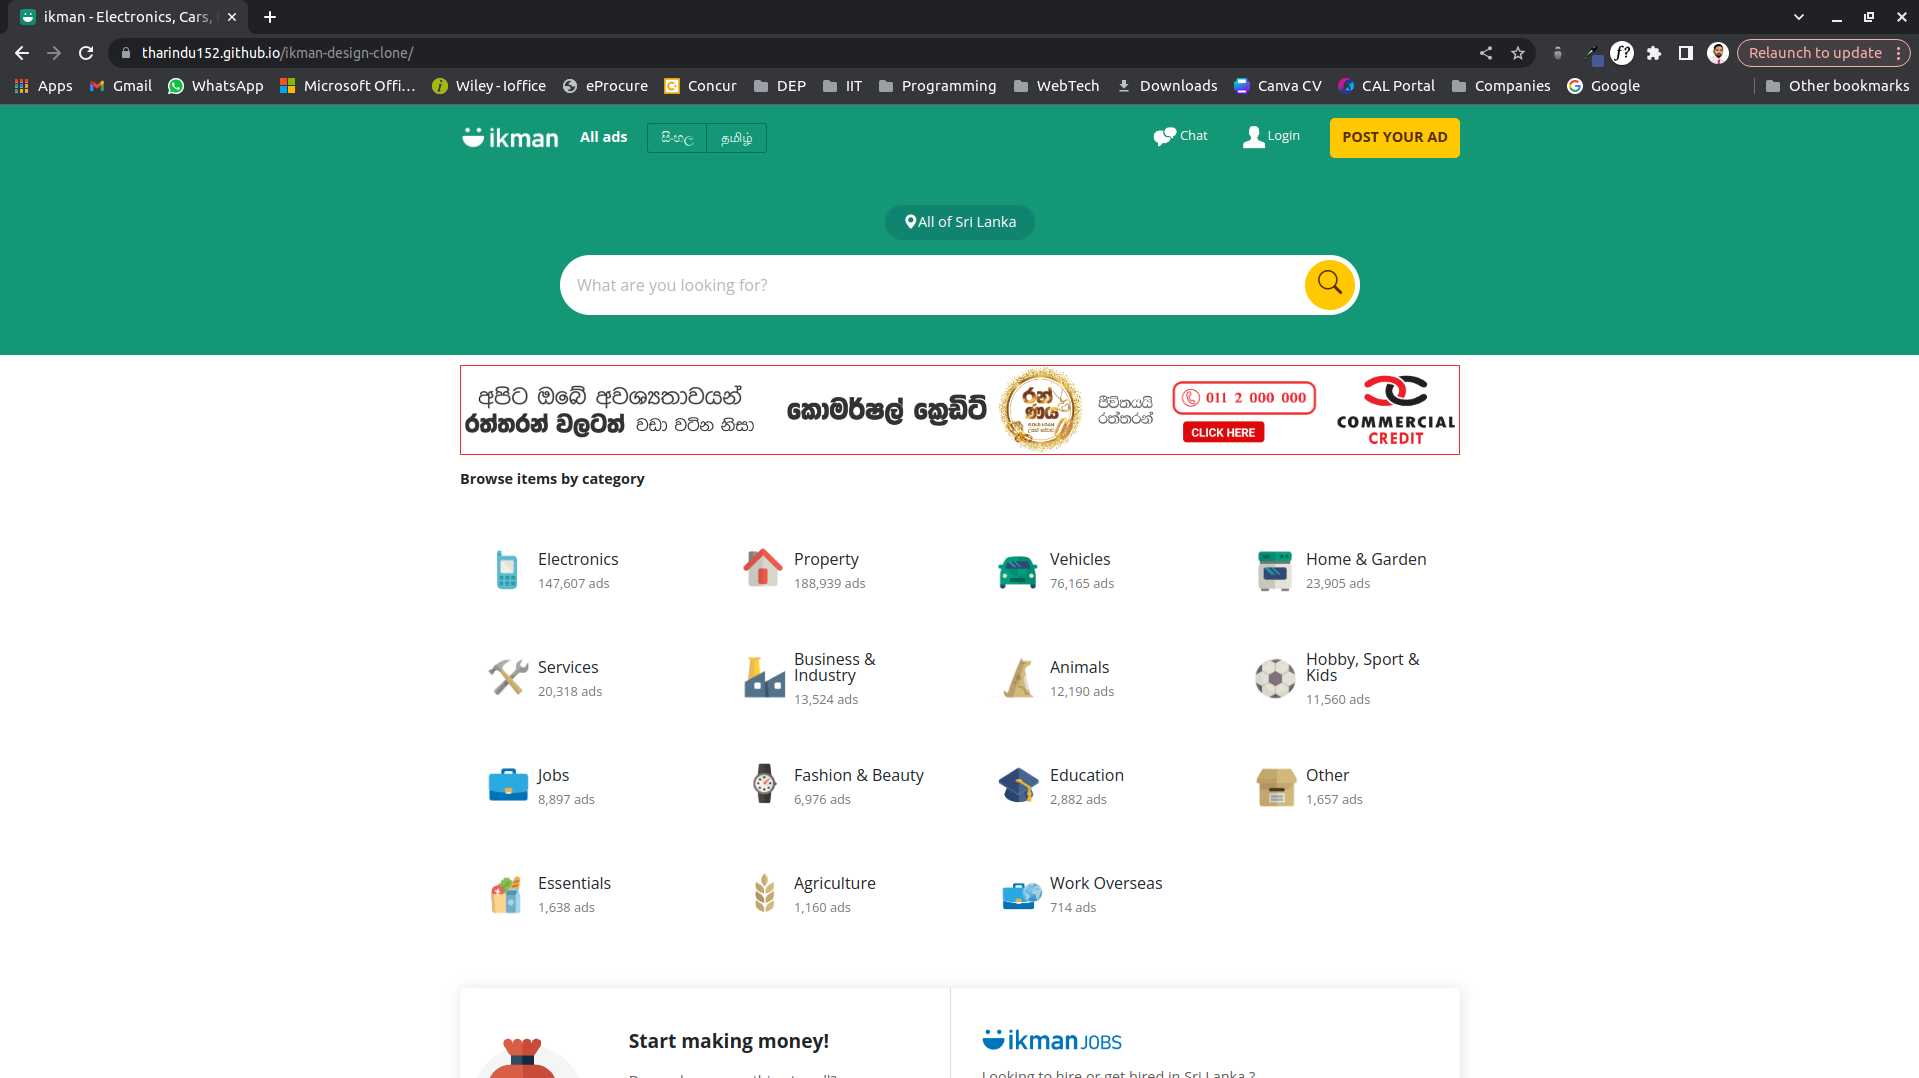 ikman - Electronics, Cars,
tharindu152.github.io/ikman-design-clone/
Relaunch to update
Apps
Gmail
WhatsApp
Microsoft Offi…
Wiley-Ioffice
eProcure
Concur
DEP
IIT
Programming
WebTech
Downloads
Canva CV
CAL Portal
Companies
Google
Other bookmarks
ikman
All ads
සිංහල
தமிழ்
Chat
Login
POST YOUR AD
All of Sri Lanka
What are you looking for?
අපිට ඔබේ අවශ්‍යතාවයන්
රත්තරන් වලටත් වඩා වටින නිසා
කොමර්ෂල් ක්‍රෙඩිට්
රන්
ණය
GOLD LOAN
ජීවිතයයි
රත්තරන්
011 2 000 000
CLICK HERE
COMMERCIAL
CREDIT
Browse items by category
Electronics
147,607 ads
Property
188,939 ads
Vehicles
76,165 ads
Home & Garden
23,905 ads
Services
20,318 ads
Business &
Industry
13,524 ads
Animals
12,190 ads
Hobby, Sport &
Kids
11,560 ads
Jobs
8,897 ads
Fashion & Beauty
6,976 ads
Education
2,882 ads
Other
1,657 ads
Essentials
1,638 ads
Agriculture
1,160 ads
Work Overseas
714 ads
Start making money!
ikman JOBS
Looking to hire or get hired in Sri Lanka ?